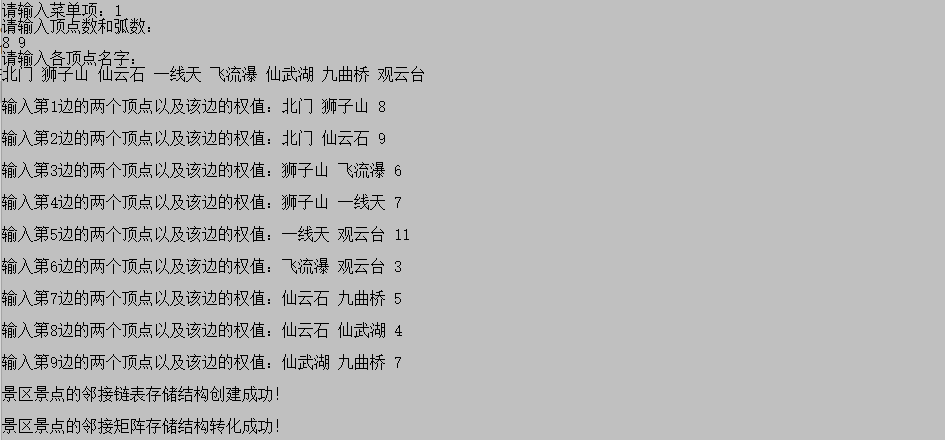 请输入菜单项：1
请输入顶点数和弧数：
8 9
请输入各顶点名字：
北门 狮子山 仙云石 一线天 飞流瀑 仙武湖 九曲桥 观云台
输入第1边的两个顶点以及该边的权值：北门 狮子山 8
输入第2边的两个顶点以及该边的权值：北门 仙云石 9
输入第3边的两个顶点以及该边的权值：狮子山 飞流瀑 6
输入第4边的两个顶点以及该边的权值：狮子山 一线天 7
输入第5边的两个顶点以及该边的权值：一线天 观云台 11
输入第6边的两个顶点以及该边的权值：飞流瀑 观云台 3
输入第7边的两个顶点以及该边的权值：仙云石 九曲桥 5
输入第8边的两个顶点以及该边的权值：仙云石 仙武湖 4
输入第9边的两个顶点以及该边的权值：仙武湖 九曲桥 7
景区景点的邻接链表存储结构创建成功!
景区景点的邻接矩阵存储结构转化成功!